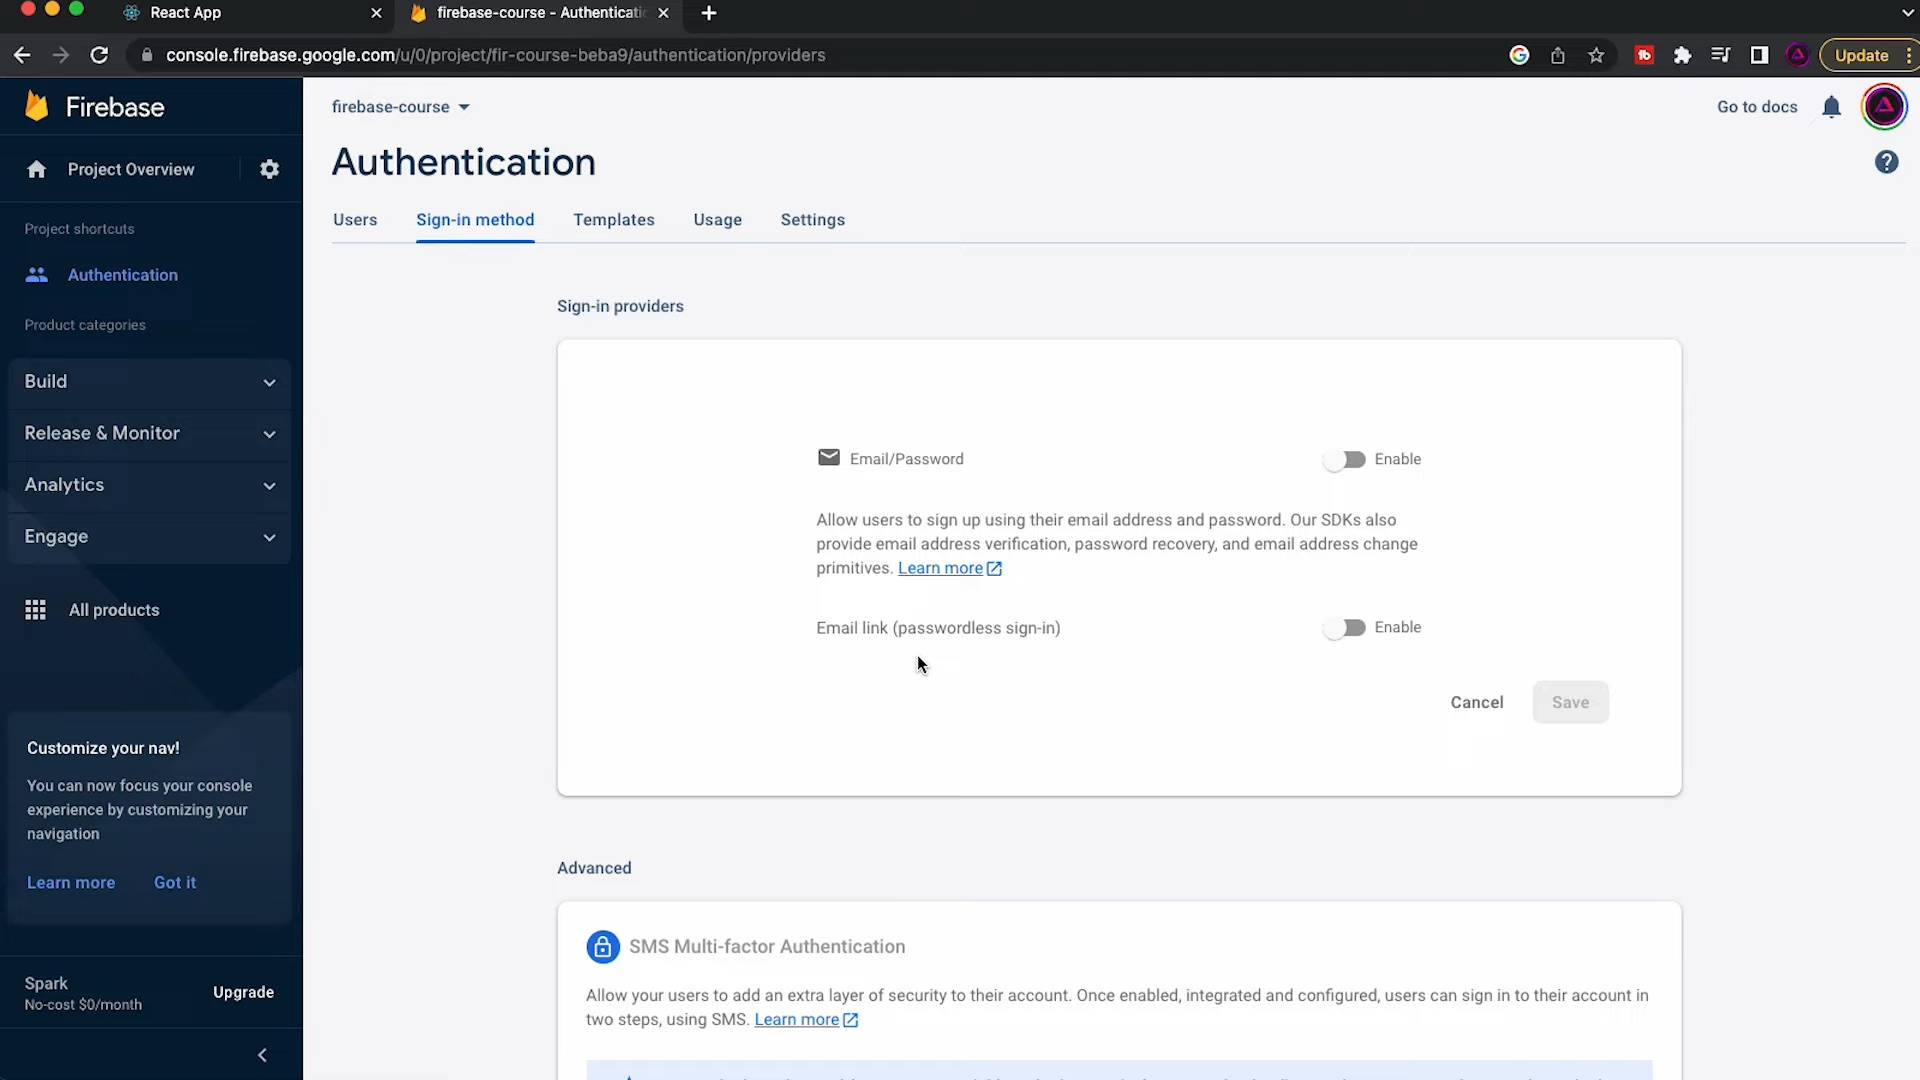 React App
firebase-course - Authenticatic
console.firebase.google.com/u/0/project/fir-course-beba9/authentication/providers
Update
Firebase
Project Overview
Project shortcuts
Authentication
Product categories
Build
Release & Monitor
Analytics
Engage
All products
Customize your nav!
You can now focus your console
experience by customizing your
navigation
Learn more
Got it
Spark
No-cost $0/month
Upgrade
firebase-course
Go to docs
Authentication
Users
Sign-in method
Templates
Usage
Settings
Sign-in providers
Email/Password
Enable
Allow users to sign up using their email address and password. Our SDKs also
provide email address verification, password recovery, and email address change
primitives. Learn more
Email link (passwordless sign-in)
Enable
Cancel
Save
Advanced
SMS Multi-factor Authentication
Allow your users to add an extra layer of security to their account. Once enabled, integrated and configured, users can sign in to their account in
two steps, using SMS. Learn more